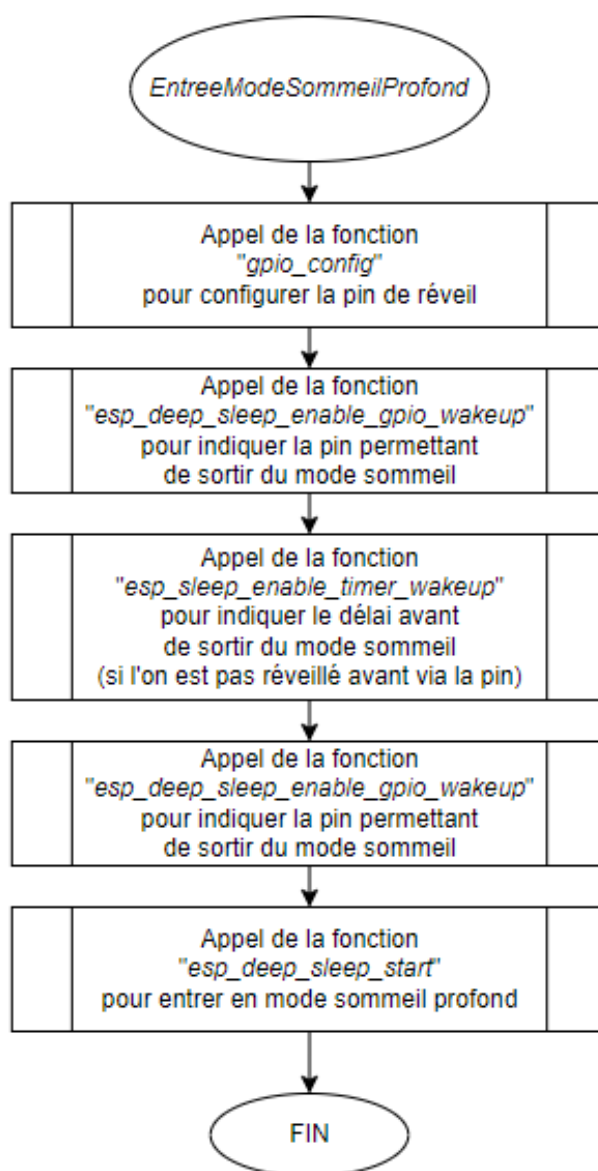 EntreeModeSommeilProfond
Appel de la fonction
"gpio_config"
pour configurer la pin de réveil
Appel de la fonction
"esp_deep_sleep_enable_gpio_wakeup"
pour indiquer la pin permettant
de sortir du mode sommeil
Appel de la fonction
"esp_sleep_enable_timer_wakeup"
pour indiquer le délai avant
de sortir du mode sommeil
(si l'on est pas réveillé avant via la pin)
Appel de la fonction
"esp_deep_sleep_enable_gpio_wakeup"
pour indiquer la pin permettant
de sortir du mode sommeil
Appel de la fonction
"esp_deep_sleep_start"
pour entrer en mode sommeil profond
FIN